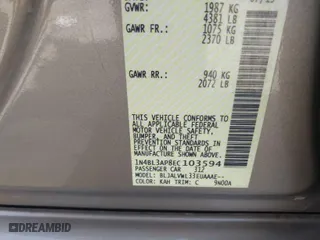 GVWR: 1987 KG
4381 LB
GAWR FR. 1075 KG
2370 LB
GAWR RR. 940 KG
2072 LB
THIS VEHICLE CONFORMS TO ALL
APPLICABLE FEDERAL MOTOR VEHICLE SAFETY,
BUMPER, AND THEFT PREVENTION
STANDARDS IN EFFECT ON THE DATE
OF MANUFACTURE SHOWN ABOVE.
1N4BL3AP8EC103594
PASSENGER CAR 312
MODEL: BLJALVWL33EUAAAE--
COLOR: KAH TRIM: C 9400A